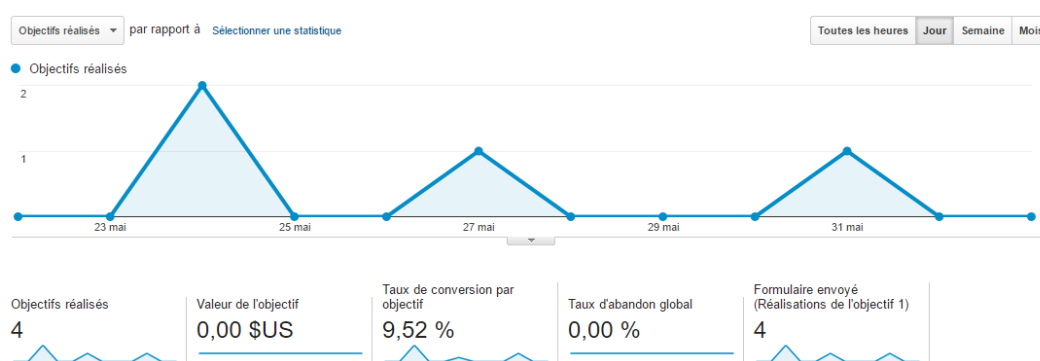 Objectifs réalisés par rapport à Sélectionner une statistique
Toutes les heures Jour Semaine Mois
Objectifs réalisés
2
1
23 mai 25 mai 27 mai 29 mai 31 mai
Objectifs réalisés
4
Valeur de l'objectif
0,00 $US
Taux de conversion par
objectif
9,52 %
Taux d'abandon global
0,00 %
Formulaire envoyé
(Réalisations de l'objectif 1)
4